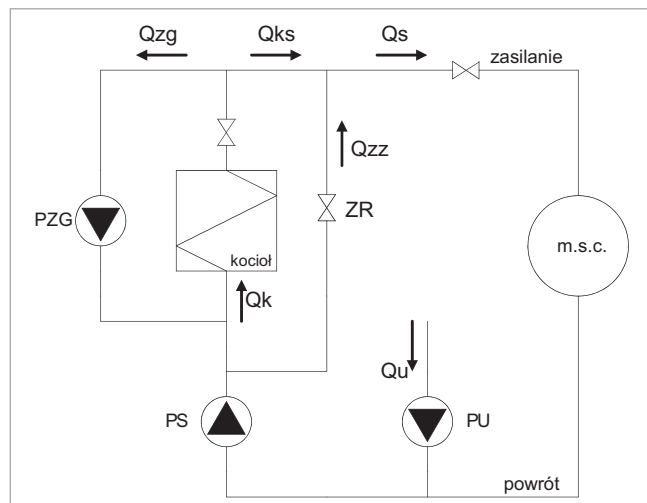 Qzg
Qks
Qs
zasilanie
Qzz
PZG
ZR
m.s.c.
kocioł
Qk
Qu
PS
PU
powrót